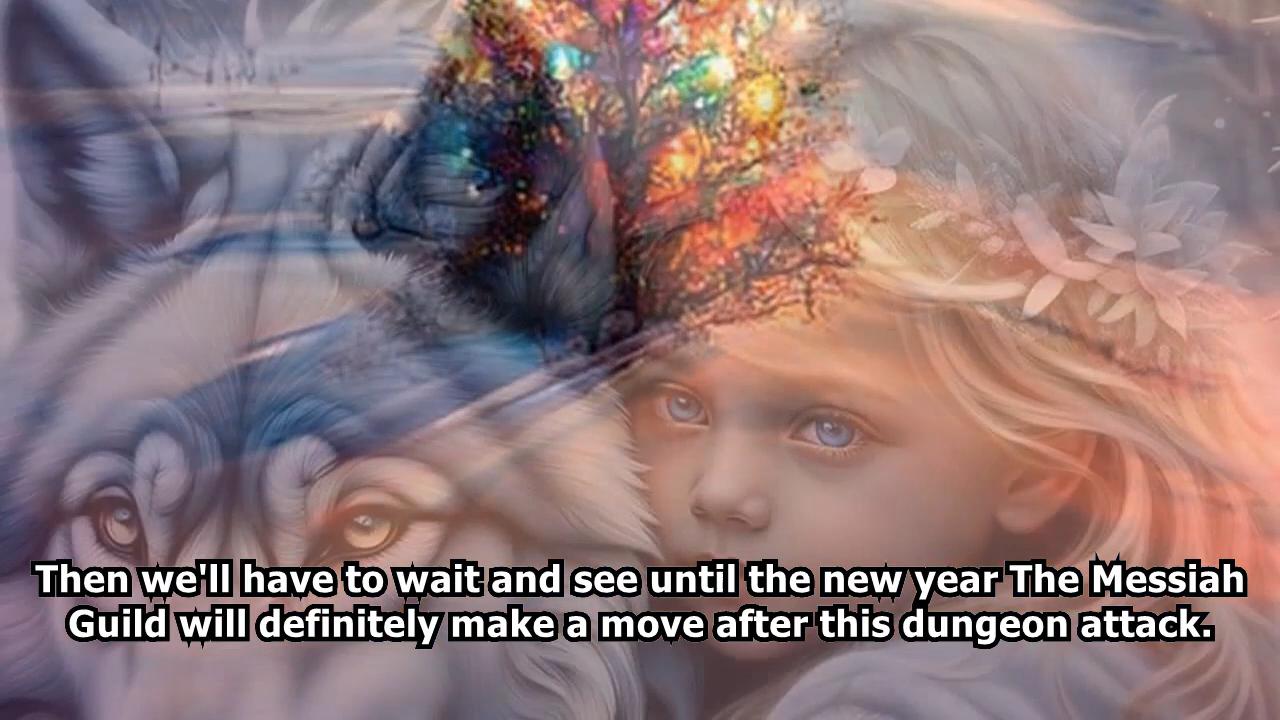 Then we'll have to wait and see until the new year The Messiah
Guild will definitely make a move after this dungeon attack.